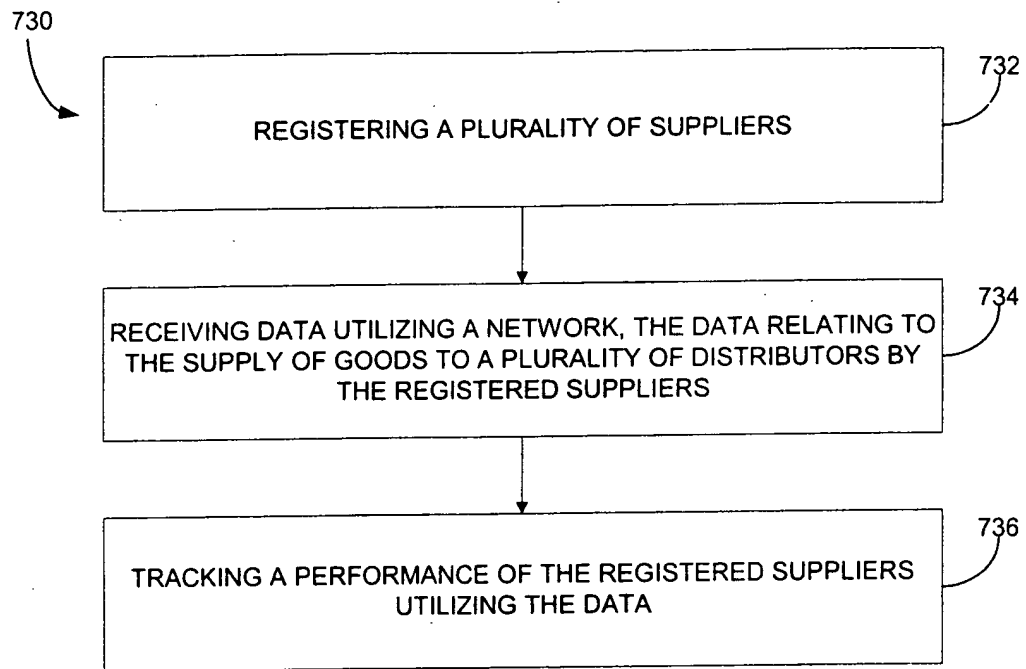 730
732
REGISTERING A PLURALITY OF SUPPLIERS
734
RECEIVING DATA UTILIZING A NETWORK, THE DATA RELATING TO
THE SUPPLY OF GOODS TO A PLURALITY OF DISTRIBUTORS BY
THE REGISTERED SUPPLIERS
736
TRACKING A PERFORMANCE OF THE REGISTERED SUPPLIERS
UTILIZING THE DATA